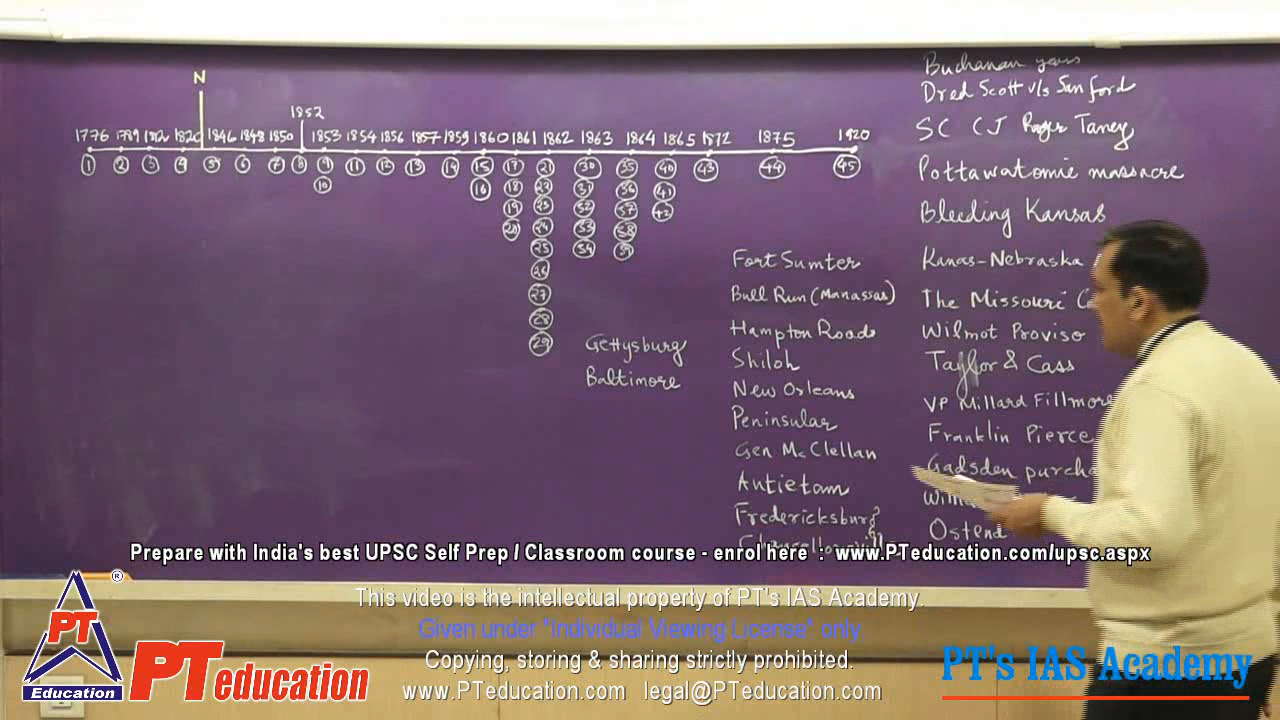 N
1852
1776 1789 1820 1846 1848 1850 1853 1854 1856 1857 1859 1860 1861 1862 1863 1864 1865 1872 1875 1920
1 2 3 4 5 6 7 8 9 11 12 13 14 15 17 21 30 35 40 43 44 45
10 16 18 36 41
19 32 37 42
20 24 33 38
25 34 39
26
27
28
29
Gettysburg
Baltimore
Fort Sumter
Bull Run (Manassas)
Hampton Roads
Shiloh
New Orleans
Peninsular
Gen McClellan
Antietam
Fredericksburg
Buchanan years
Dred Scott v/s Sanford
SC CJ Roger Taney
Pottawatomie massacre
Bleeding Kansas
Kanas-Nebraska
The Missouri
Wilmot Proviso
Taylor & Cass
VP Millard Fillmore
Franklin Pierce
Gadsden purcha
Ostend
Prepare with India's best UPSC Self Prep / Classroom course - enrol here : www.PTeducation.com/upsc.aspx
This video is the intellectual property of PT's IAS Academy.
Given under "Individual Viewing License" only
Copying, storing & sharing strictly prohibited.
www.PTeducation.com legal@PTeducation.com
PT
Education
®
PT education
PT's IAS Academy